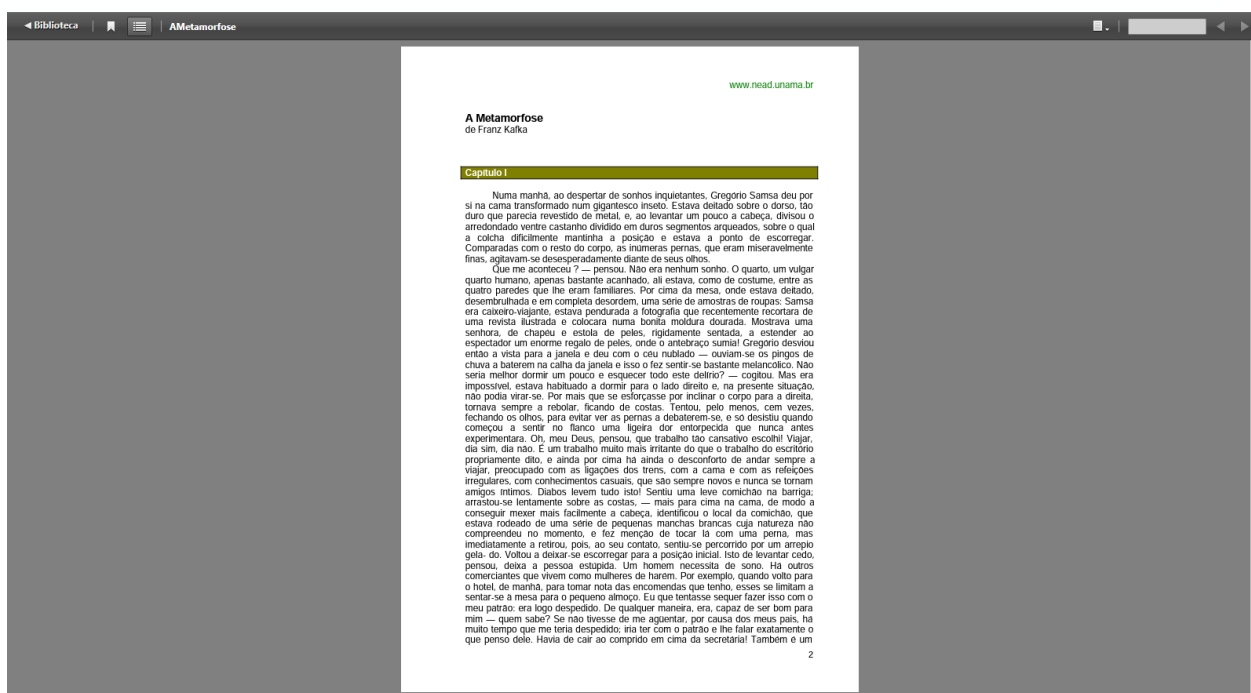 Biblioteca
AMetamorfose
www.nead.unama.br
A Metamorfose
de Franz Kafka
Capítulo I
Numa manhã, ao despertar de sonhos inquietantes, Gregório Samsa deu por
si na cama transformado num gigantesco inseto. Estava deitado sobre o dorso, tão
duro que parecia revestido de metal, e, ao levantar um pouco a cabeça, divisou o
arredondado ventre castanho dividido em duros segmentos arqueados, sobre o qual
a colcha dificilmente mantinha a posição e estava a ponto de escorregar.
Comparadas com o resto do corpo, as inúmeras pernas, que eram miseravelmente
finas, agitavam-se desesperadamente diante de seus olhos.
Que me aconteceu ? — pensou. Não era nenhum sonho. O quarto, um vulgar
quarto humano, apenas bastante acanhado, ali estava, como de costume, entre as
quatro paredes que lhe eram familiares. Por cima da mesa, onde estava deitado,
desembrulhada e em completa desordem, uma série de amostras de roupas: Samsa
era caixeiro-viajante, estava pendurada a fotografia que recentemente recortara de
uma revista ilustrada e colocara numa bonita moldura dourada. Mostrava uma
senhora, de chapéu e estola de peles, rigidamente sentada, a estender ao
espectador um enorme regalo de peles, onde o antebraço sumia! Gregório desviou
então a vista para a janela e deu com o céu nublado — ouviam-se os pingos de
chuva a baterem na calha da janela e isso o fez sentir-se bastante melancólico. Não
seria melhor dormir um pouco e esquecer todo este delírio? — cogitou. Mas era
impossível, estava habituado a dormir para o lado direito e, na presente situação,
não podia virar-se. Por mais que se esforçasse por inclinar o corpo para a direita,
tornava sempre a rebolar, ficando de costas. Tentou, pelo menos, cem vezes,
fechando os olhos, para evitar ver as pernas a debaterem-se, e só desistiu quando
começou a sentir no flanco uma ligeira dor entorpecida que nunca antes
experimentara. Oh, meu Deus, pensou, que trabalho tão cansativo escolhi! Viajar,
dia sim, dia não. É um trabalho muito mais irritante do que o trabalho do escritório
propriamente dito, e ainda por cima há ainda o desconforto de andar sempre a
viajar, preocupado com as ligações dos trens, com a cama e com as refeições
irregulares, com conhecimentos casuais, que são sempre novos e nunca se tornam
amigos íntimos. Diabos levem tudo isto! Sentiu uma leve comichão na barriga;
arrastou-se lentamente sobre as costas, — mais para cima na cama, de modo a
conseguir mexer mais facilmente a cabeça, identificou o local da comichão, que
estava rodeado de uma série de pequenas manchas brancas cuja natureza não
compreendeu no momento, e fez menção de tocar lá com uma perna, mas
imediatamente a retirou, pois, ao seu contato, sentiu-se percorrido por um arrepio
gela- do. Voltou a deixar-se escorregar para a posição inicial. Isto de levantar cedo,
pensou, deixa a pessoa estúpida. Um homem necessita de sono. Há outros
comerciantes que vivem como mulheres de harém. Por exemplo, quando volto para
o hotel, de manhã, para tomar nota das encomendas que tenho, esses se limitam a
sentar-se à mesa para o pequeno almoço. Eu que tentasse sequer fazer isso com o
meu patrão: era logo despedido. De qualquer maneira, era, capaz de ser bom para
mim — quem sabe? Se não tivesse de me agüentar, por causa dos meus pais, há
muito tempo que me teria despedido; iria ter com o patrão e lhe falar exatamente o
que penso dele. Havia de cair ao comprido em cima da secretária! Também é um
2